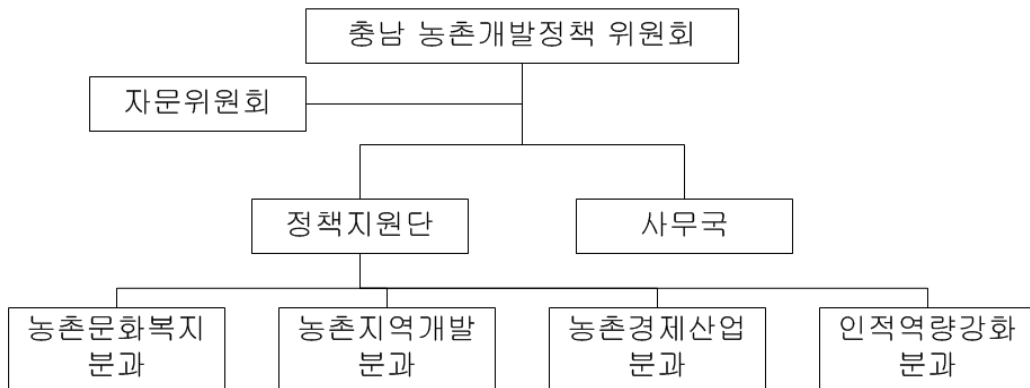 충남 농촌개발정책 위원회
자문위원회
정책지원단
사무국
농촌문화복지
분과
농촌지역개발
분과
농촌경제산업
분과
인적역량강화
분과